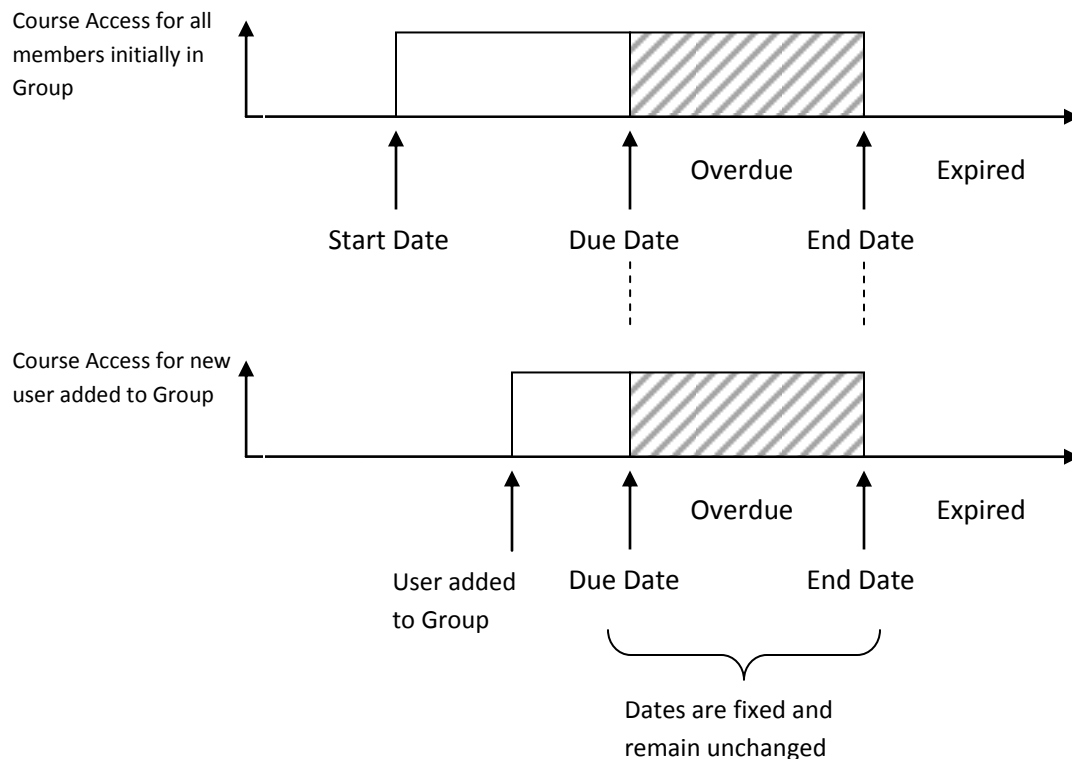 Course Access for all
members initially in
Group
Overdue
Expired
Start Date
Due Date
End Date
Course Access for new
user added to Group
Overdue
Expired
User added
to Group
Due Date
End Date
Dates are fixed and
remain unchanged